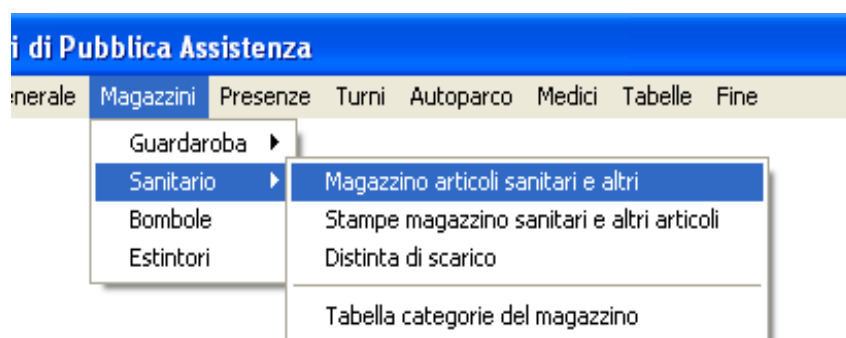 i di Pubblica Assistenza
enerale Magazzini Presenze Turni Autoparco Medici Tabelle Fine
Guardaroba
Sanitario
Bombole
Estintori
Magazzino articoli sanitari e altri
Stampe magazzino sanitari e altri articoli
Distinta di scarico
Tabella categorie del magazzino